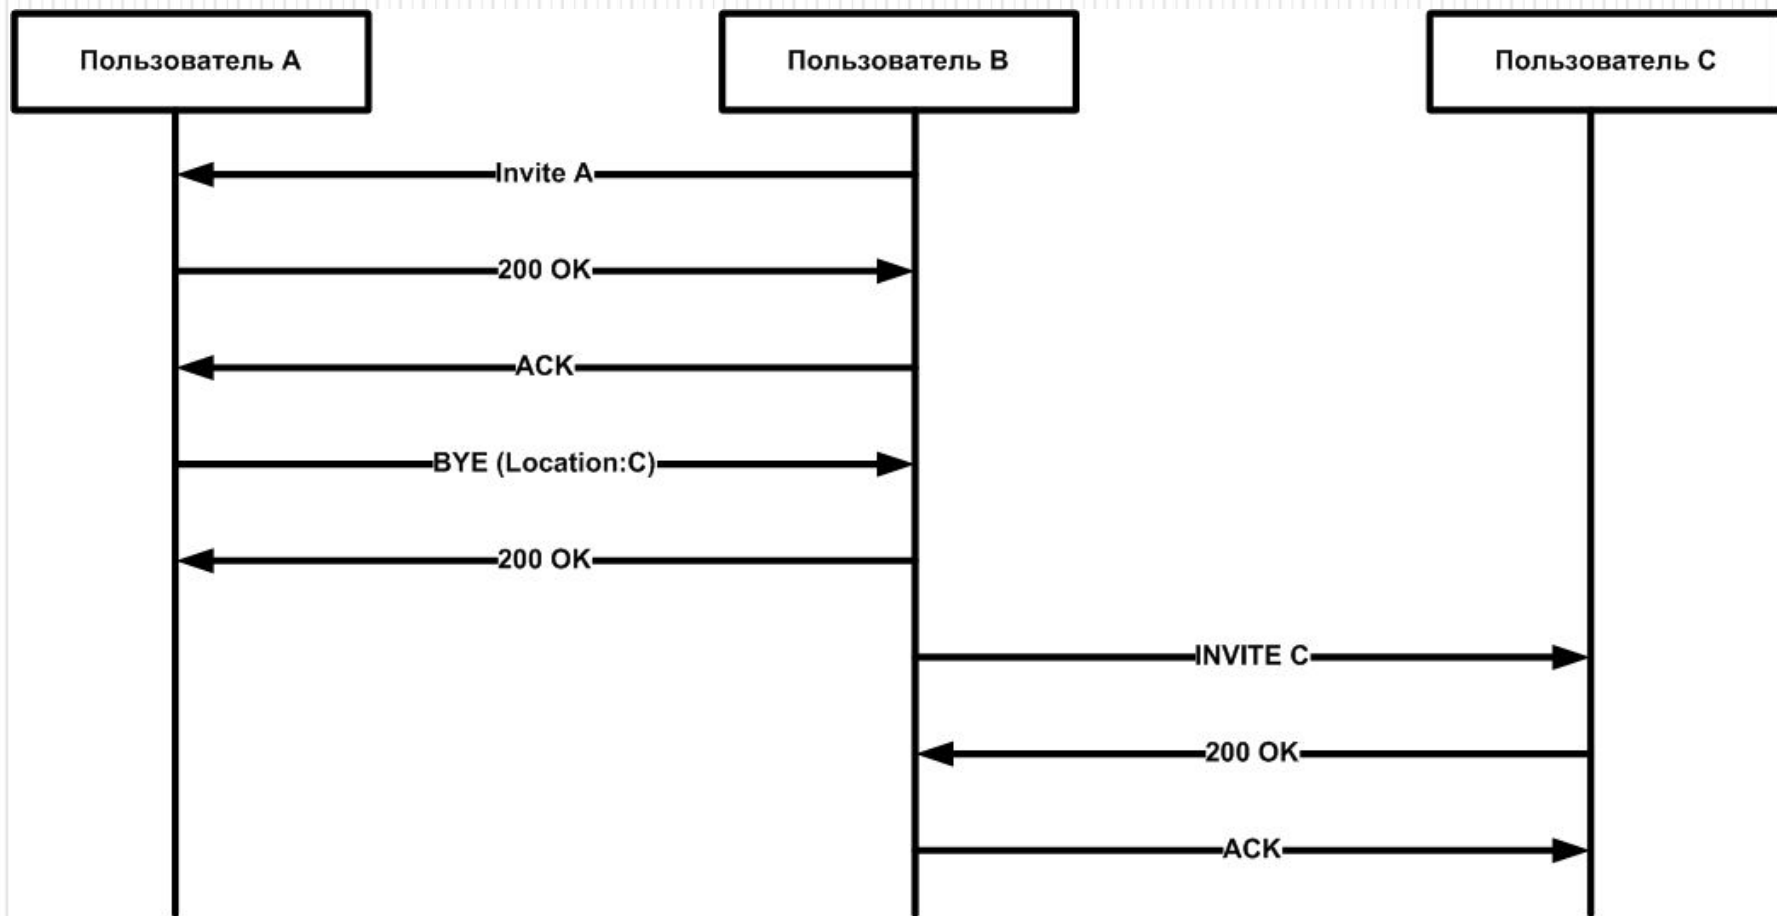 Пользователь A
Пользователь B
Пользователь C
Invite A
200 OK
ACK
BYE (Location:C)
200 OK
INVITE C
200 OK
ACK